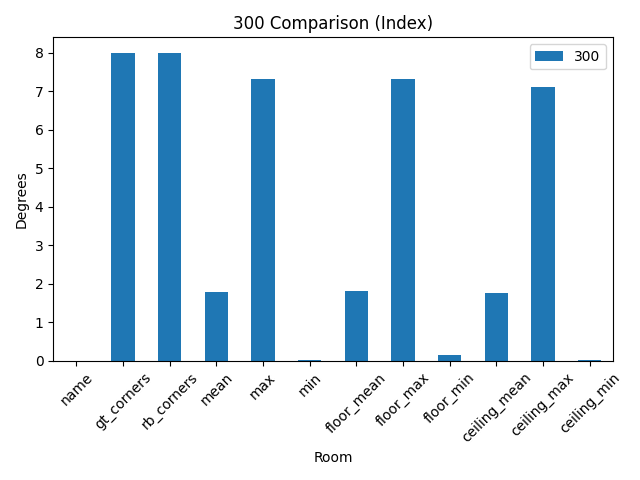 300 Comparison (Index)
300
Degrees
8
7
6
5
4
3
2
1
0
name
gt_corners
rb_corners
mean
max
min
floor_mean
floor_max
floor_min
ceiling_mean
ceiling_max
ceiling_min
Room